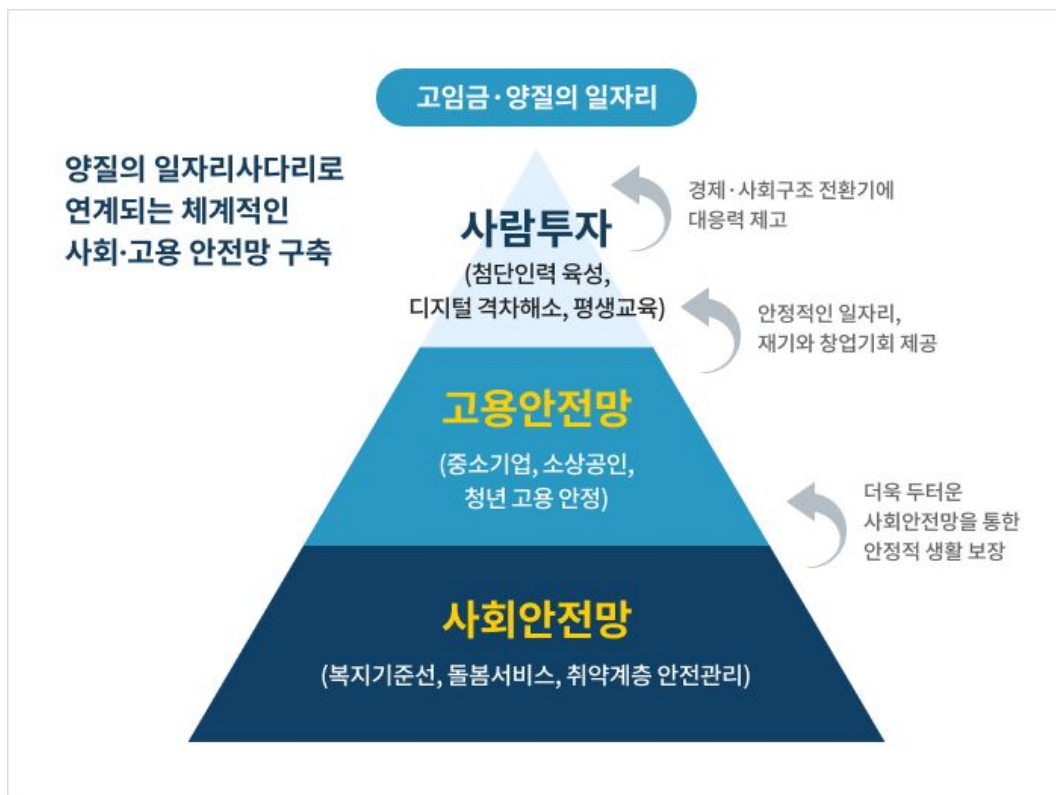 고임금·양질의 일자리
양질의 일자리사다리로
연계되는 체계적인
사회·고용 안전망 구축
사람투자
(첨단인력 육성,
디지털 격차해소, 평생교육)
경제·사회구조 전환기에
대응력 제고
안정적인 일자리,
재기와 창업기회 제공
고용안전망
(중소기업, 소상공인,
청년 고용 안정)
더욱 두터운
사회안전망을 통한
안정적 생활 보장
사회안전망
(복지기준선, 돌봄서비스, 취약계층 안전관리)